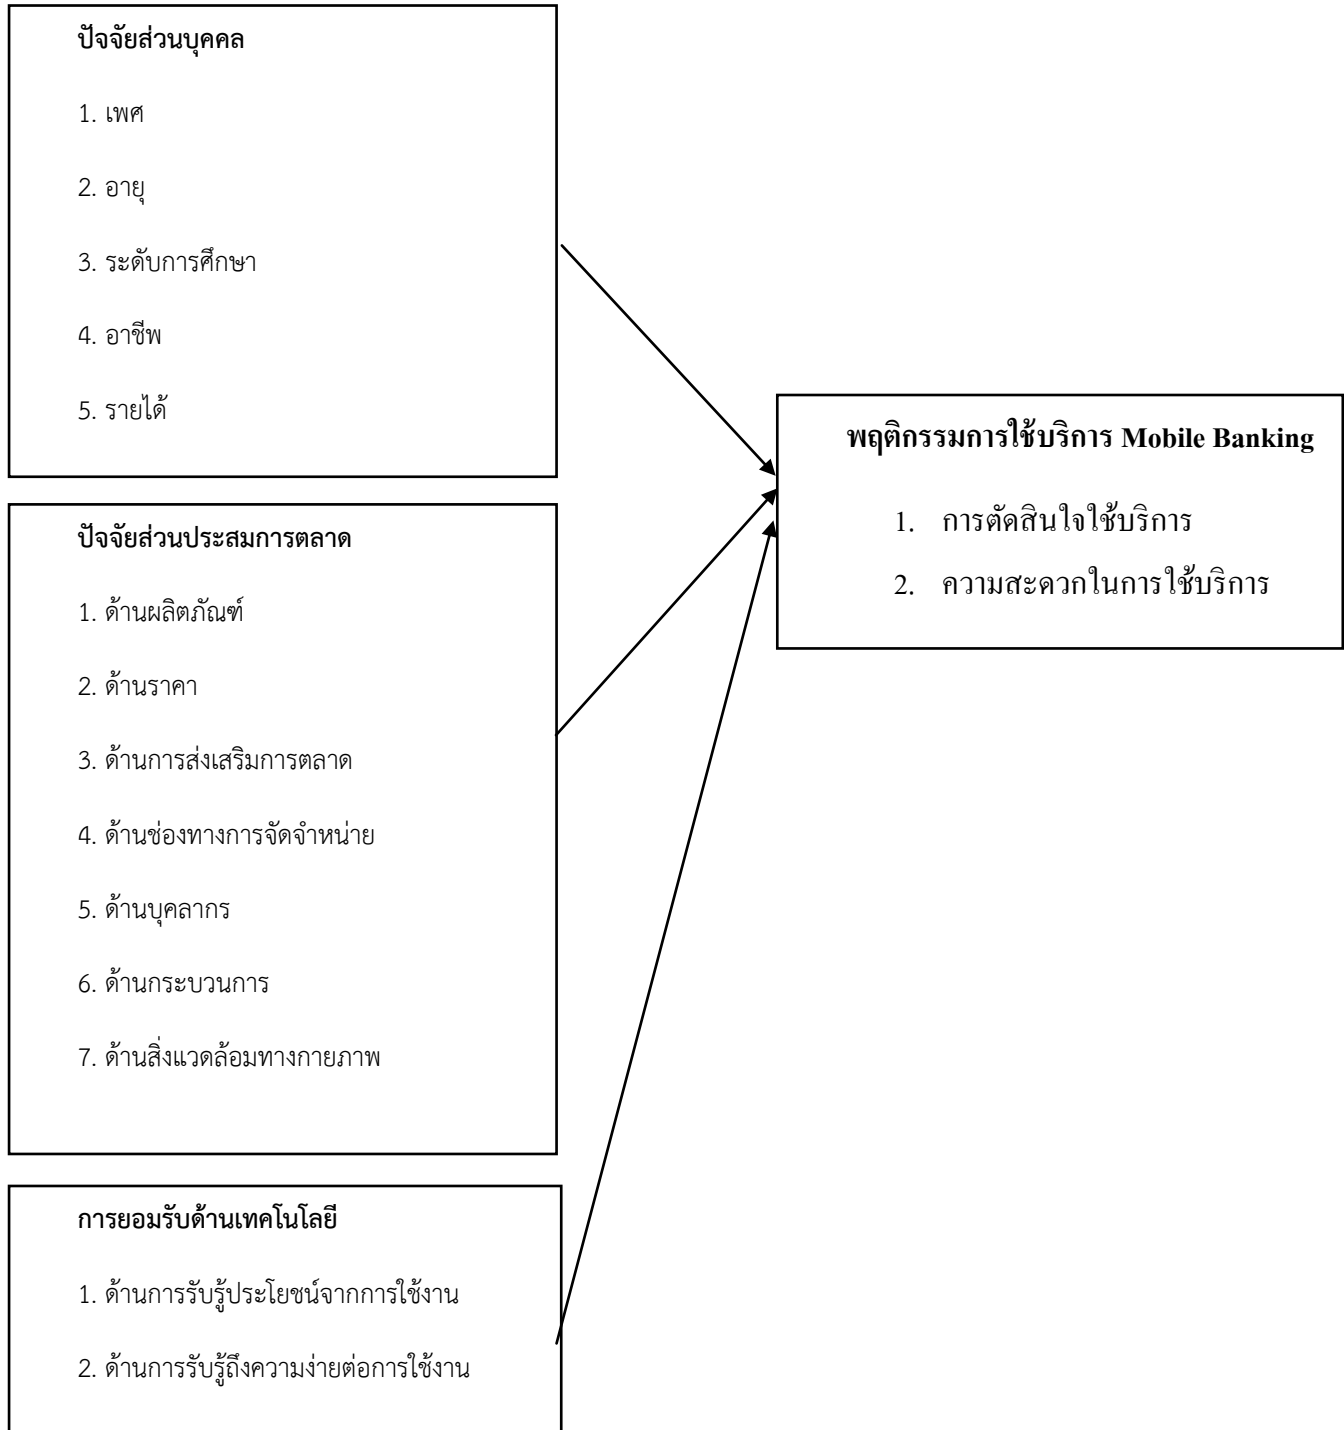 ปัจจัยส่วนบุคคล
1. เพศ
2. อายุ
3. ระดับการศึกษา
4. อาชีพ
5. รายได้
ปัจจัยส่วนประสมการตลาด
1. ด้านผลิตภัณฑ์
2. ด้านราคา
3. ด้านการส่งเสริมการตลาด
4. ด้านช่องทางการจัดจำหน่าย
5. ด้านบุคลากร
6. ด้านกระบวนการ
7. ด้านสิ่งแวดล้อมทางกายภาพ
การยอมรับด้านเทคโนโลยี
1. ด้านการรับรู้ประโยชน์จากการใช้งาน
2. ด้านการรับรู้ถึงความง่ายต่อการใช้งาน
พฤติกรรมการใช้บริการ Mobile Banking
1. การตัดสินใจใช้บริการ
2. ความสะดวกในการใช้บริการ